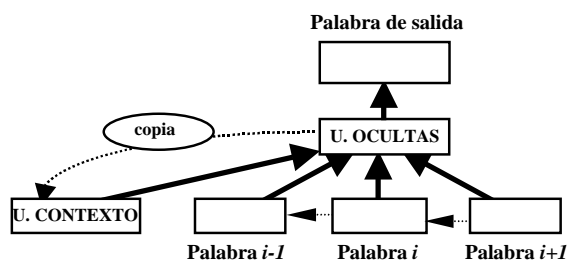 Palabra de salida
copia
U. OCULTAS
U. CONTEXTO
Palabra i-1
Palabra i
Palabra i+1